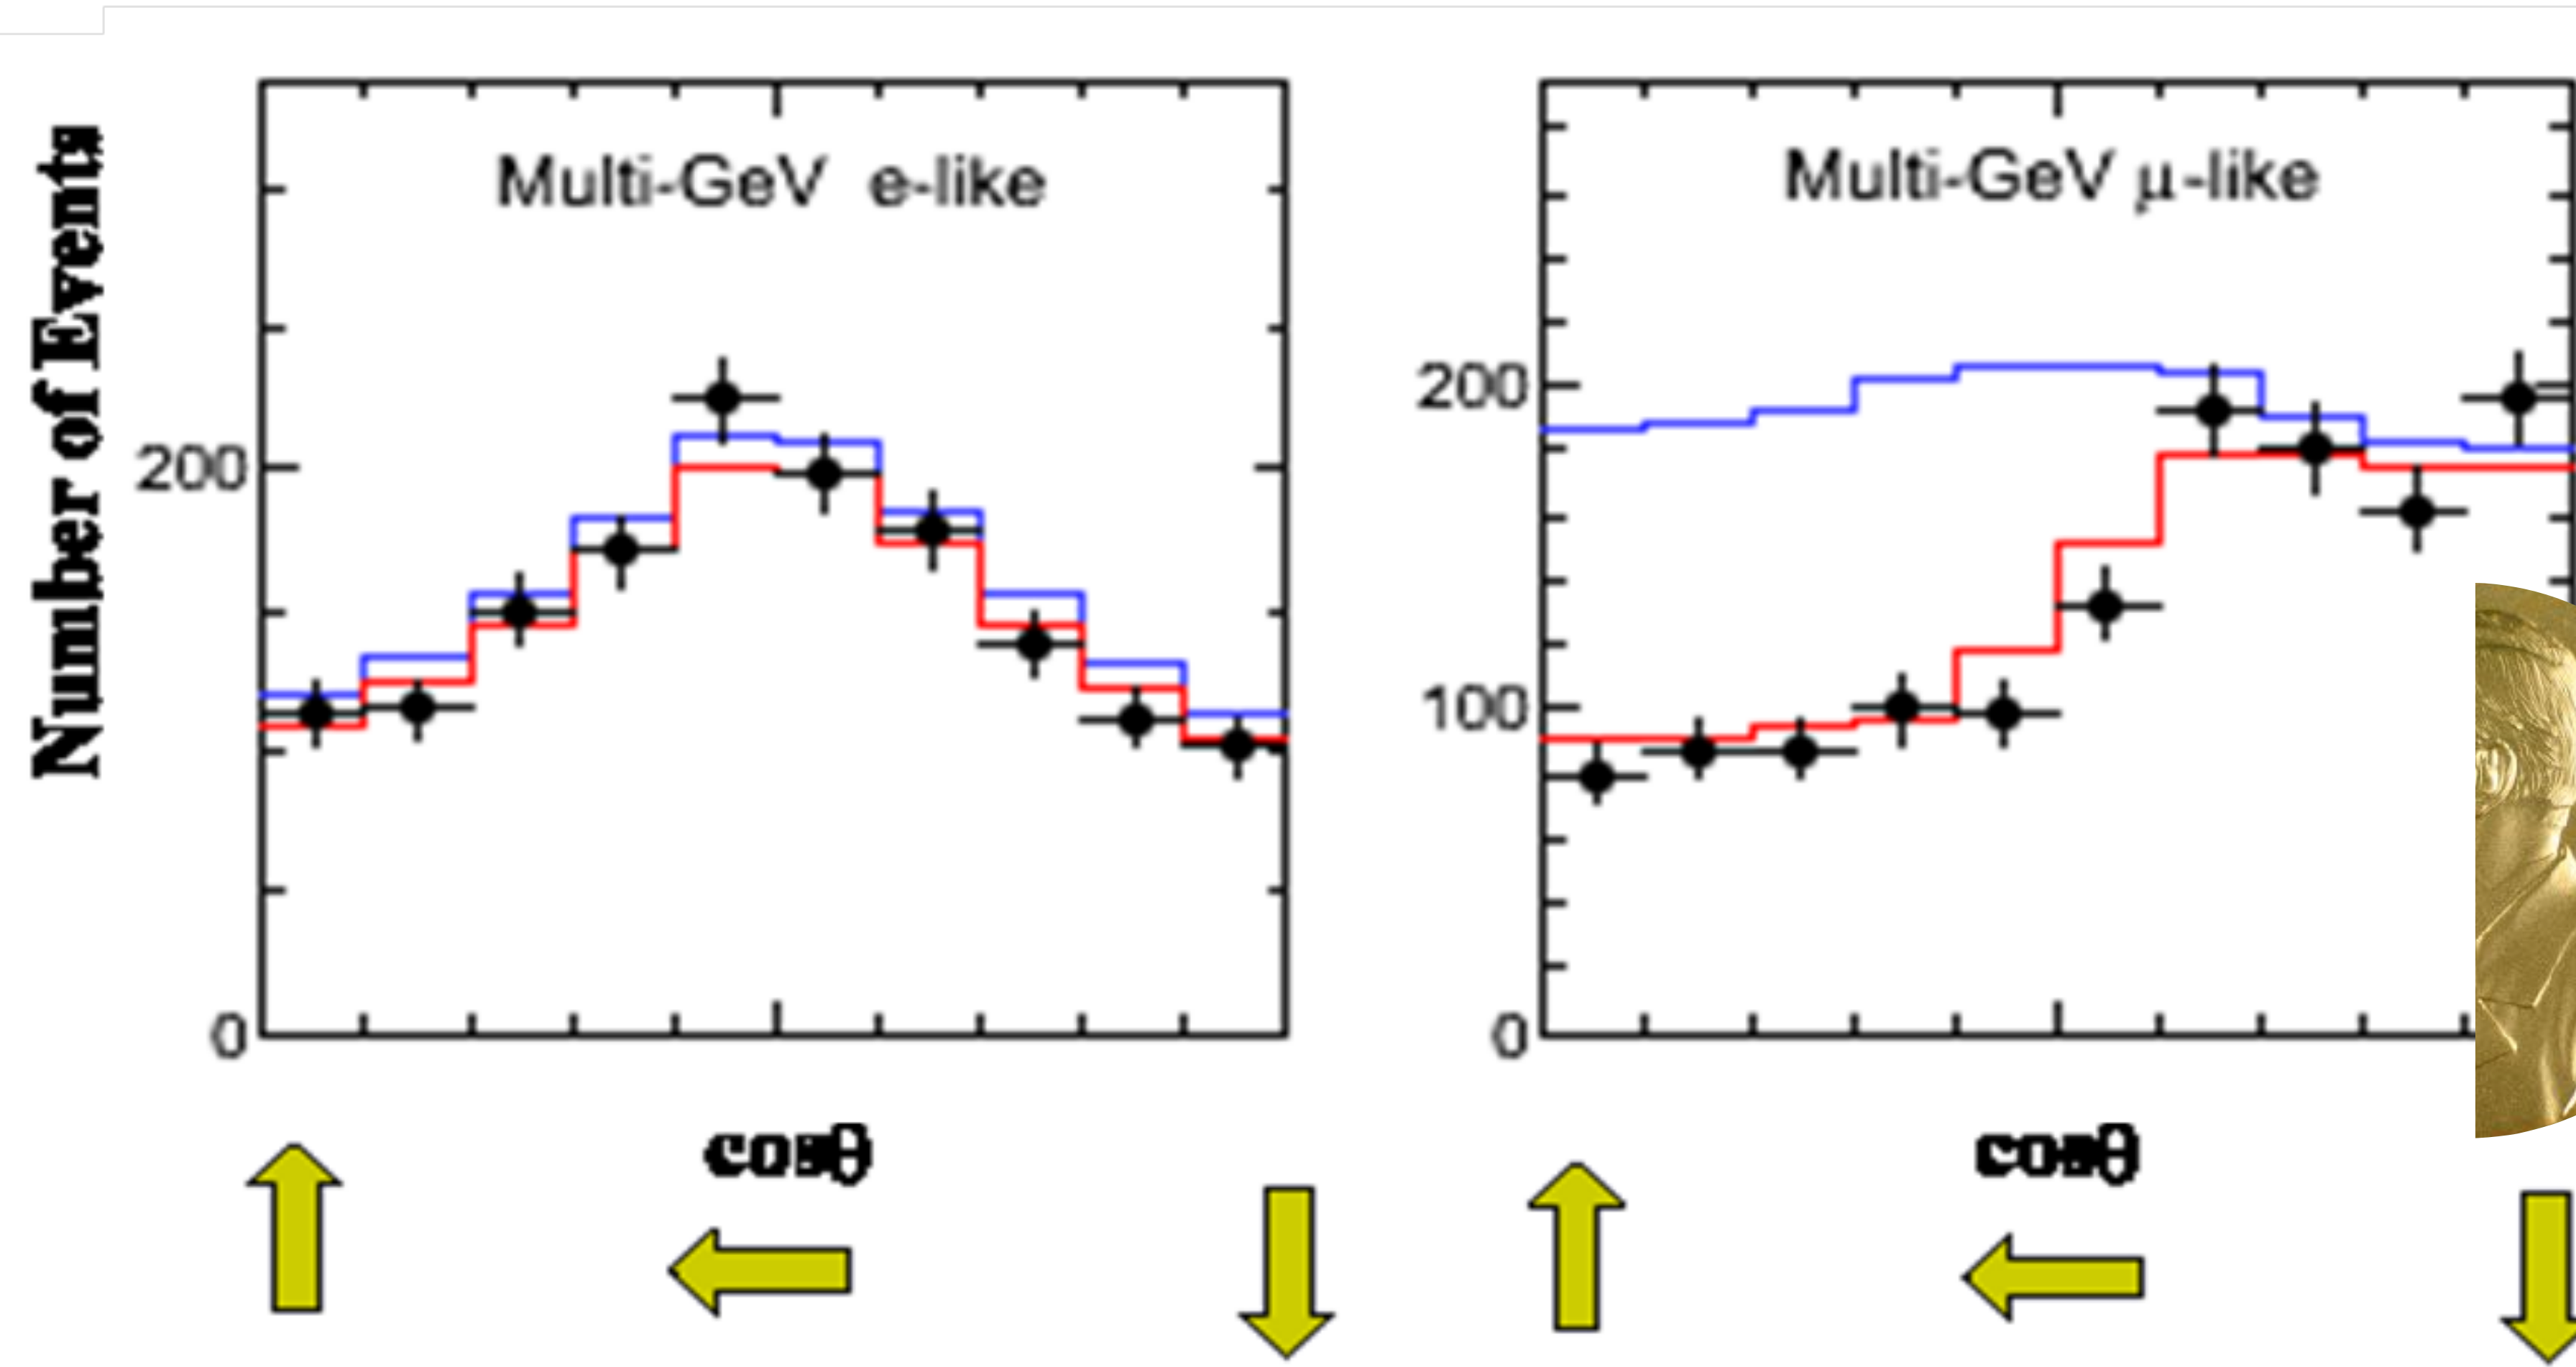 Number of Events
Multi-GeV e-like
200
0
cosθ
Multi-GeV μ-like
200
100
0
cosθ